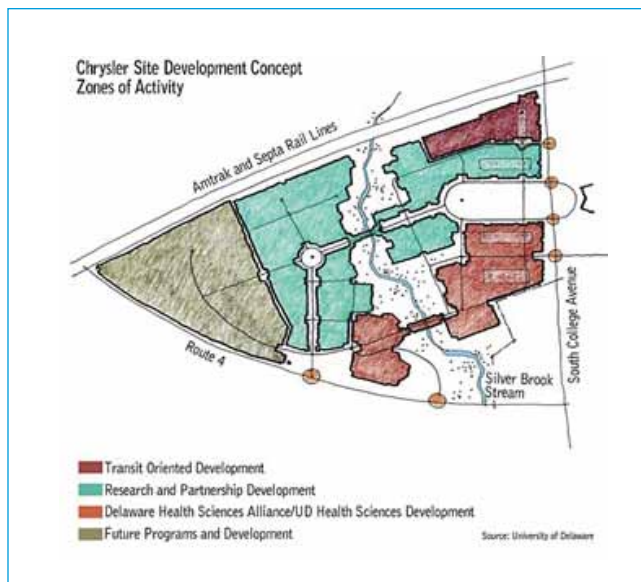 Chrysler Site Development Concept
Zones of Activity
Amtrak and Septa Rail Lines
South College Avenue
Route 4
Silver Brook
Stream
Transit Oriented Development
Research and Partnership Development
Delaware Health Sciences Alliance/UD Health Sciences Development
Future Programs and Development
Source: University of Delaware